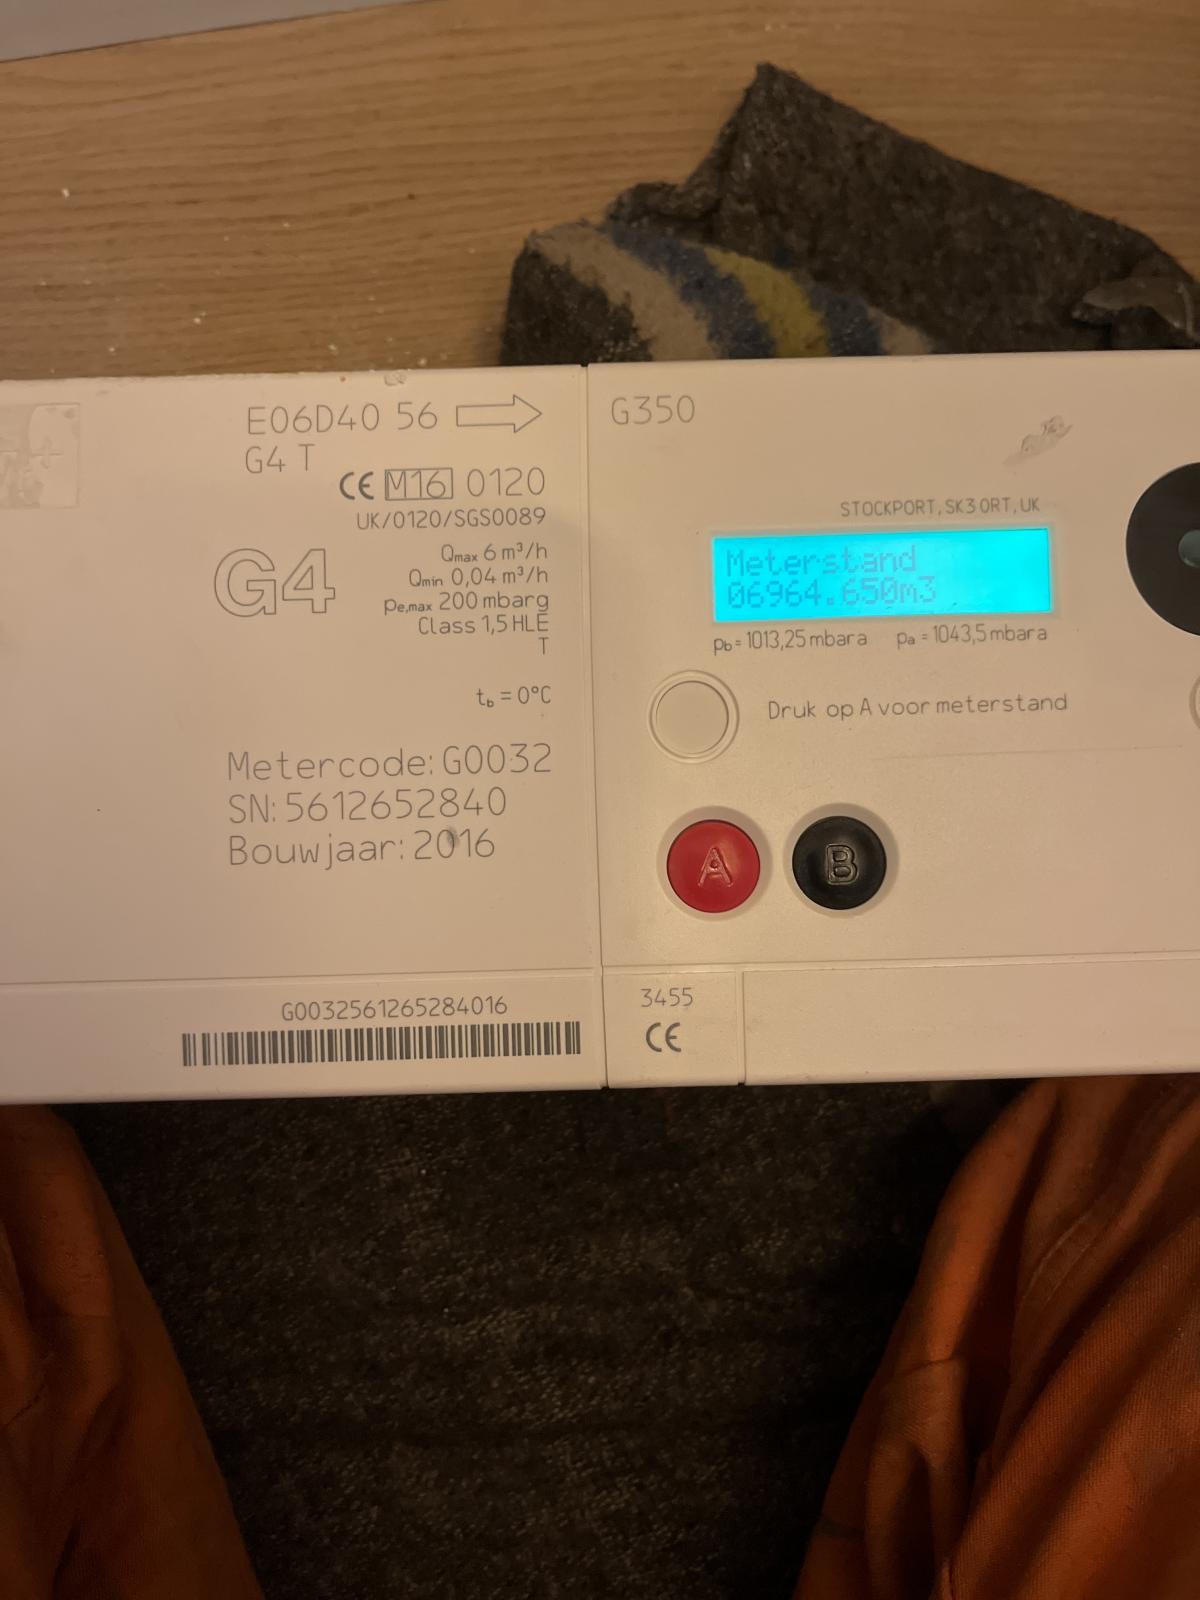 E06D40 56
G4 T
CE M16 0120
UK/0120/SGS0089
G4
Qmax 6 m³/h
Qmin 0,04 m³/h
pe,max 200 mbarg
Class 1,5 HLE
T
tb = 0°C
Metercode: G0032
SN: 5612652840
Bouwjaar: 2016
G0032561265284016
G350
STOCKPORT, SK3 0RT, UK
Meterstand
06964.650m3
pb = 1013,25 mbara pa = 1043,5 mbara
Druk op A voor meterstand
A B
3455
CE